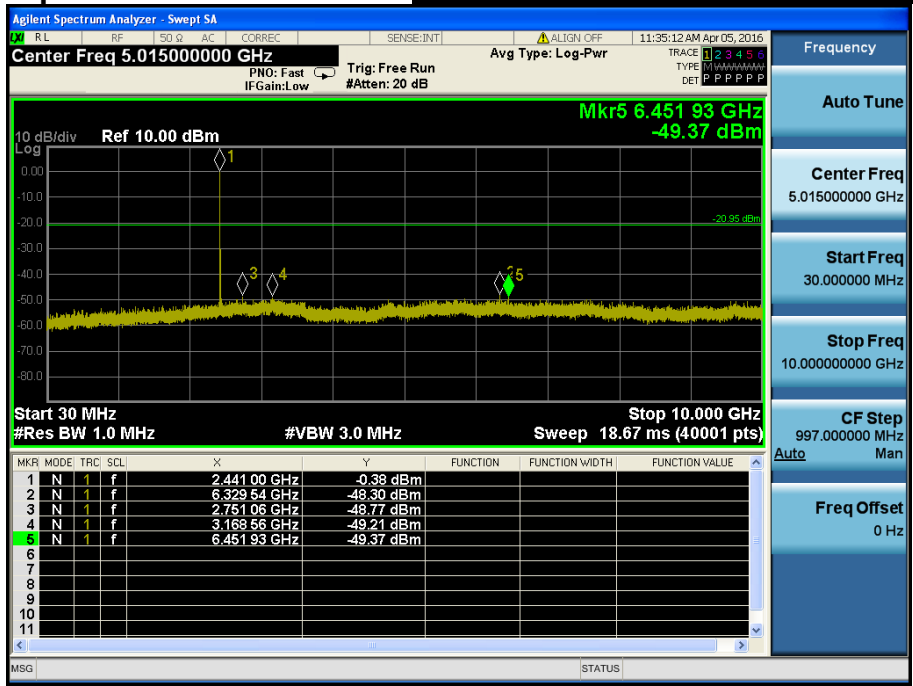 Agilent Spectrum Analyzer - Swept SA
LXI RL RF 50 Ω AC CORREC SENSE:INT ALIGN OFF 11:35:12 AM Apr 05, 2016
Center Freq 5.015000000 GHz
PNO: Fast
IFGain:Low
Trig: Free Run
#Atten: 20 dB
Avg Type: Log-Pwr
TRACE 1 2 3 4 5 6
TYPE MWWWWW
DET P P P P P P
Frequency
Mkr5 6.451 93 GHz
-49.37 dBm
10 dB/div Ref 10.00 dBm
Log
0.00
-10.0
-20.0
-30.0
-40.0
-50.0
-60.0
-70.0
-80.0
1
3
4
2
5
-20.95 dBm
Start 30 MHz Stop 10.000 GHz
#Res BW 1.0 MHz #VBW 3.0 MHz Sweep 18.67 ms (40001 pts)
MKR MODE TRC SCL X Y FUNCTION FUNCTION WIDTH FUNCTION VALUE
1 N 1 f 2.441 00 GHz -0.38 dBm
2 N 1 f 6.329 54 GHz -48.30 dBm
3 N 1 f 2.751 06 GHz -48.77 dBm
4 N 1 f 3.168 56 GHz -49.21 dBm
5 N 1 f 6.451 93 GHz -49.37 dBm
6
7
8
9
10
11
MSG STATUS
Auto Tune
Center Freq
5.015000000 GHz
Start Freq
30.000000 MHz
Stop Freq
10.000000000 GHz
CF Step
997.000000 MHz
Auto Man
Freq Offset
0 Hz